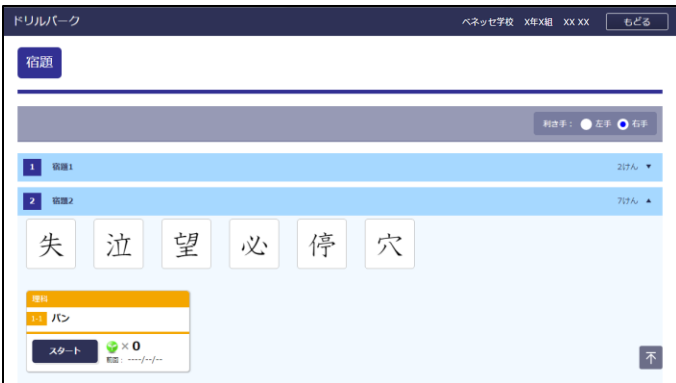 ドリルパーク ベネッセ学校 X年X組 XX XX もどる
宿題
利き手： 左手 右手
1 宿題1 2けん ▼
2 宿題2 7けん ▲
失 泣 望 必 停 穴
理科
1-1 パン
スタート × 0
----/--/--